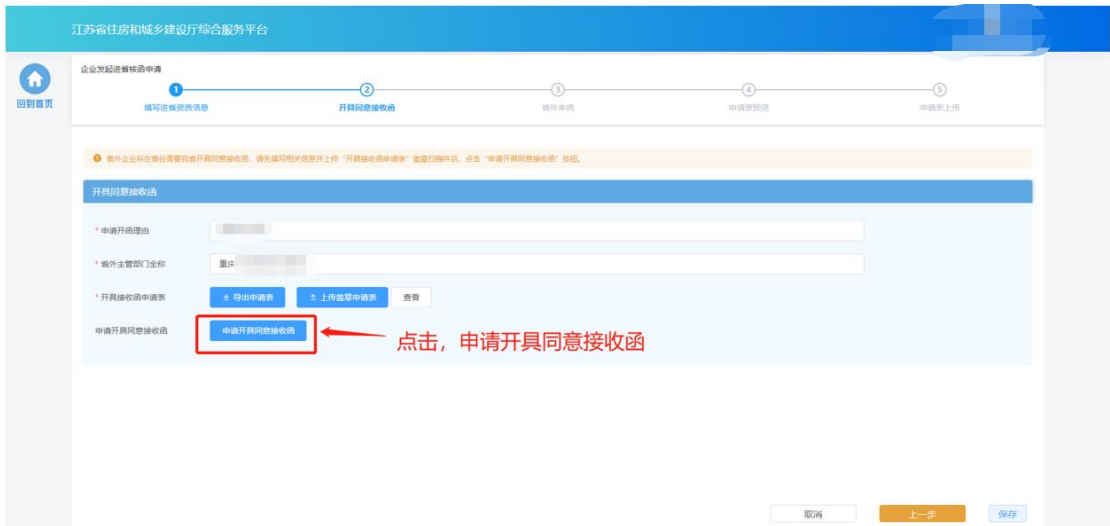 江苏省住房和城乡建设厅综合服务平台
回到首页
企业发起进省核函申请
1 2 3 4 5
填写进省资质信息 开具同意接收函 省外来函 申请表预览 申请表上传
省外企业所在省份需要我省开具同意接收函，请先填写相关信息并上传“开具接收函申请表”盖章扫描件后，点击“申请开具同意接收函”按钮。
开具同意接收函
* 申请开函理由
* 省外主管部门全称 重庆
* 开具接收函申请表 导出申请表 上传盖章申请表 查看
申请开具同意接收函 申请开具同意接收函
点击，申请开具同意接收函
取消 上一步 保存